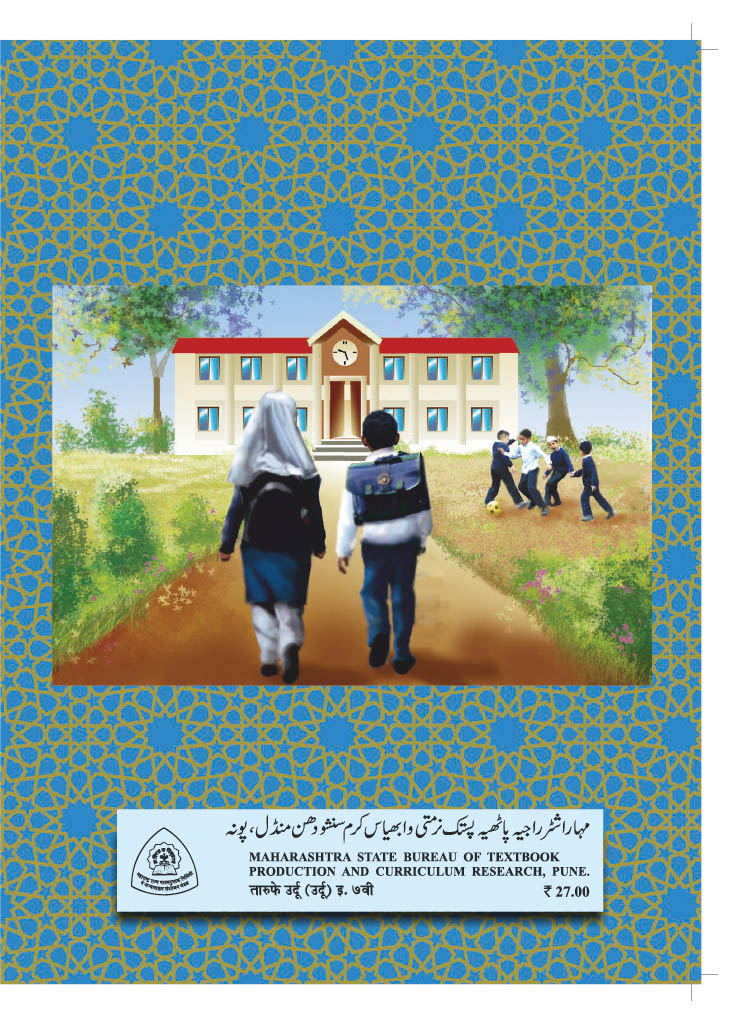 مہاراشٹر راجیہ پاٹھیہ پستک نرمتی و ابھیاس کرم سنشودھن منڈل، پونہ
MAHARASHTRA STATE BUREAU OF TEXTBOOK
PRODUCTION AND CURRICULUM RESEARCH, PUNE.
तारुफे उर्दू (उर्दू) इ. ७वी
₹ 27.00